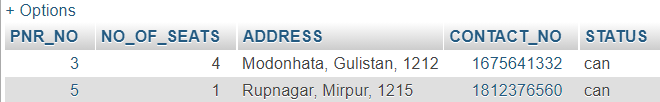 + Options
PNR_NO NO_OF_SEATS ADDRESS CONTACT_NO STATUS
3 4 Modonhata, Gulistan, 1212 1675641332 can
5 1 Rupnagar, Mirpur, 1215 1812376560 can